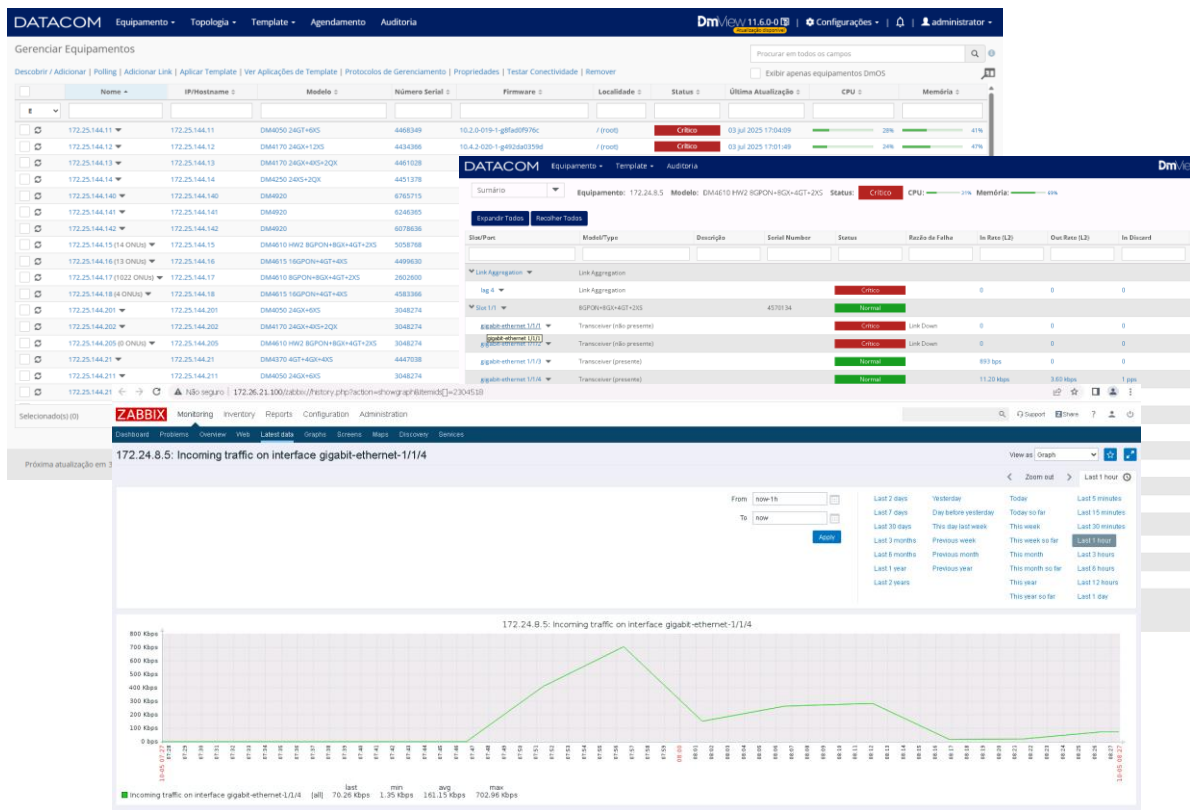 DATACOM Equipamento Topologia Template Agendamento Auditoria DmView 11.6.0-0 | Configurações | administrator
Atualização disponível
Gerenciar Equipamentos
Procurar em todos os campos
Descobrir / Adicionar | Polling | Adicionar Link | Aplicar Template | Ver Aplicações de Template | Protocolos de Gerenciamento | Propriedades | Testar Conectividade | Remover
Exibir apenas equipamentos DmOS
Nome IP/Hostname Modelo Número Serial Firmware Localidade Status Última Atualização CPU Memória
172.25.144.11 172.25.144.11 DM4050 24GT+6XS 4468349 10.2.0-019-1-g8fad0f976c / (root) Crítico 03 jul 2025 17:04:09 28% 41%
172.25.144.12 172.25.144.12 DM4170 24GX+12XS 4434366 10.4.2-020-1-g492da0359d / (root) Crítico 03 jul 2025 17:01:49 24% 47%
172.25.144.13 172.25.144.13 DM4170 24GX+4XS+2QX 4461028
172.25.144.14 172.25.144.14 DM4250 24XS+2QX 4451378
172.25.144.140 172.25.144.140 DM4920 6765715
172.25.144.141 172.25.144.141 DM4920 6246365
172.25.144.142 172.25.144.142 DM4920 6078636
172.25.144.15 (14 ONUs) 172.25.144.15 DM4610 HW2 8GPON+8GX+4GT+2XS 5058768
172.25.144.16 (13 ONUs) 172.25.144.16 DM4615 16GPON+4GT+4XS 4499630
172.25.144.17 (1022 ONUs) 172.25.144.17 DM4610 8GPON+8GX+4GT+2XS 2602600
172.25.144.18 (4 ONUs) 172.25.144.18 DM4615 16GPON+4GT+4XS 4583366
172.25.144.201 172.25.144.201 DM4050 24GX+6XS 3048274
172.25.144.202 172.25.144.202 DM4170 24GX+4XS+2QX 3048274
172.25.144.205 (0 ONUs) 172.25.144.205 DM4610 HW2 8GPON+8GX+4GT+2XS 3048274
172.25.144.21 172.25.144.21 DM4370 4GT+4GX+4XS 4447038
172.25.144.211 172.25.144.211 DM4050 24GX+6XS 3048274
172.25.144.21
Selecionado(s) (0)
Próxima atualização em 3
DATACOM Equipamento Template Auditoria
Sumário Equipamento: 172.24.8.5 Modelo: DM4610 HW2 8GPON+8GX+4GT+2XS Status: Crítico CPU: Memória:
Expandir Todos Recolher Todos
Slot/Port Model/Type Descrição Serial Number Status Razão de Falha In Rate (L2) Out Rate (L2) In Discard
Link Aggregation Link Aggregation
lag 4 Crítico 0 0 0
Slot 1/1 8GPON+8GX+4GT+2XS 4570134 Normal
gigabit-ethernet 1/1/1 Transceiver (não presente) Crítico Link Down 0 0 0
gigabit-ethernet 1/1/1
gigabit-ethernet 1/1/2 Transceiver (não presente) Crítico Link Down 0 0 0
gigabit-ethernet 1/1/3 Transceiver (presente) Normal 893 bps 0 0
gigabit-ethernet 1/1/4 Transceiver (presente) Normal 11.20 kbps 3.83 kbps 1 pps
Não seguro | 172.26.21.100/zabbix/history.php?action=showgraph&itemids[]=2304518
ZABBIX Monitoring Inventory Reports Configuration Administration Support Share ?
Dashboard Problems Overview Web Latest data Graphs Screens Maps Discovery Services
172.24.8.5: Incoming traffic on interface gigabit-ethernet-1/1/4
View as Graph
Zoom out Last 1 hour
From now-1h
To now
Apply
Last 2 days Yesterday Today Last 5 minutes
Last 7 days Day before yesterday Today so far Last 15 minutes
Last 30 days This day last week This week Last 30 minutes
Last 3 months Previous week This week so far Last 1 hour
Last 6 months Previous month This month Last 3 hours
Last 1 year Previous year This month so far Last 6 hours
Last 2 years This year Last 12 hours
This year so far Last 1 day
172.24.8.5: Incoming traffic on interface gigabit-ethernet-1/1/4
800 Kbps
700 Kbps
600 Kbps
500 Kbps
400 Kbps
300 Kbps
200 Kbps
100 Kbps
0 bps
last min avg max
Incoming traffic on interface gigabit-ethernet-1/1/4 [all] 70.26 Kbps 1.35 Kbps 161.15 Kbps 702.96 Kbps